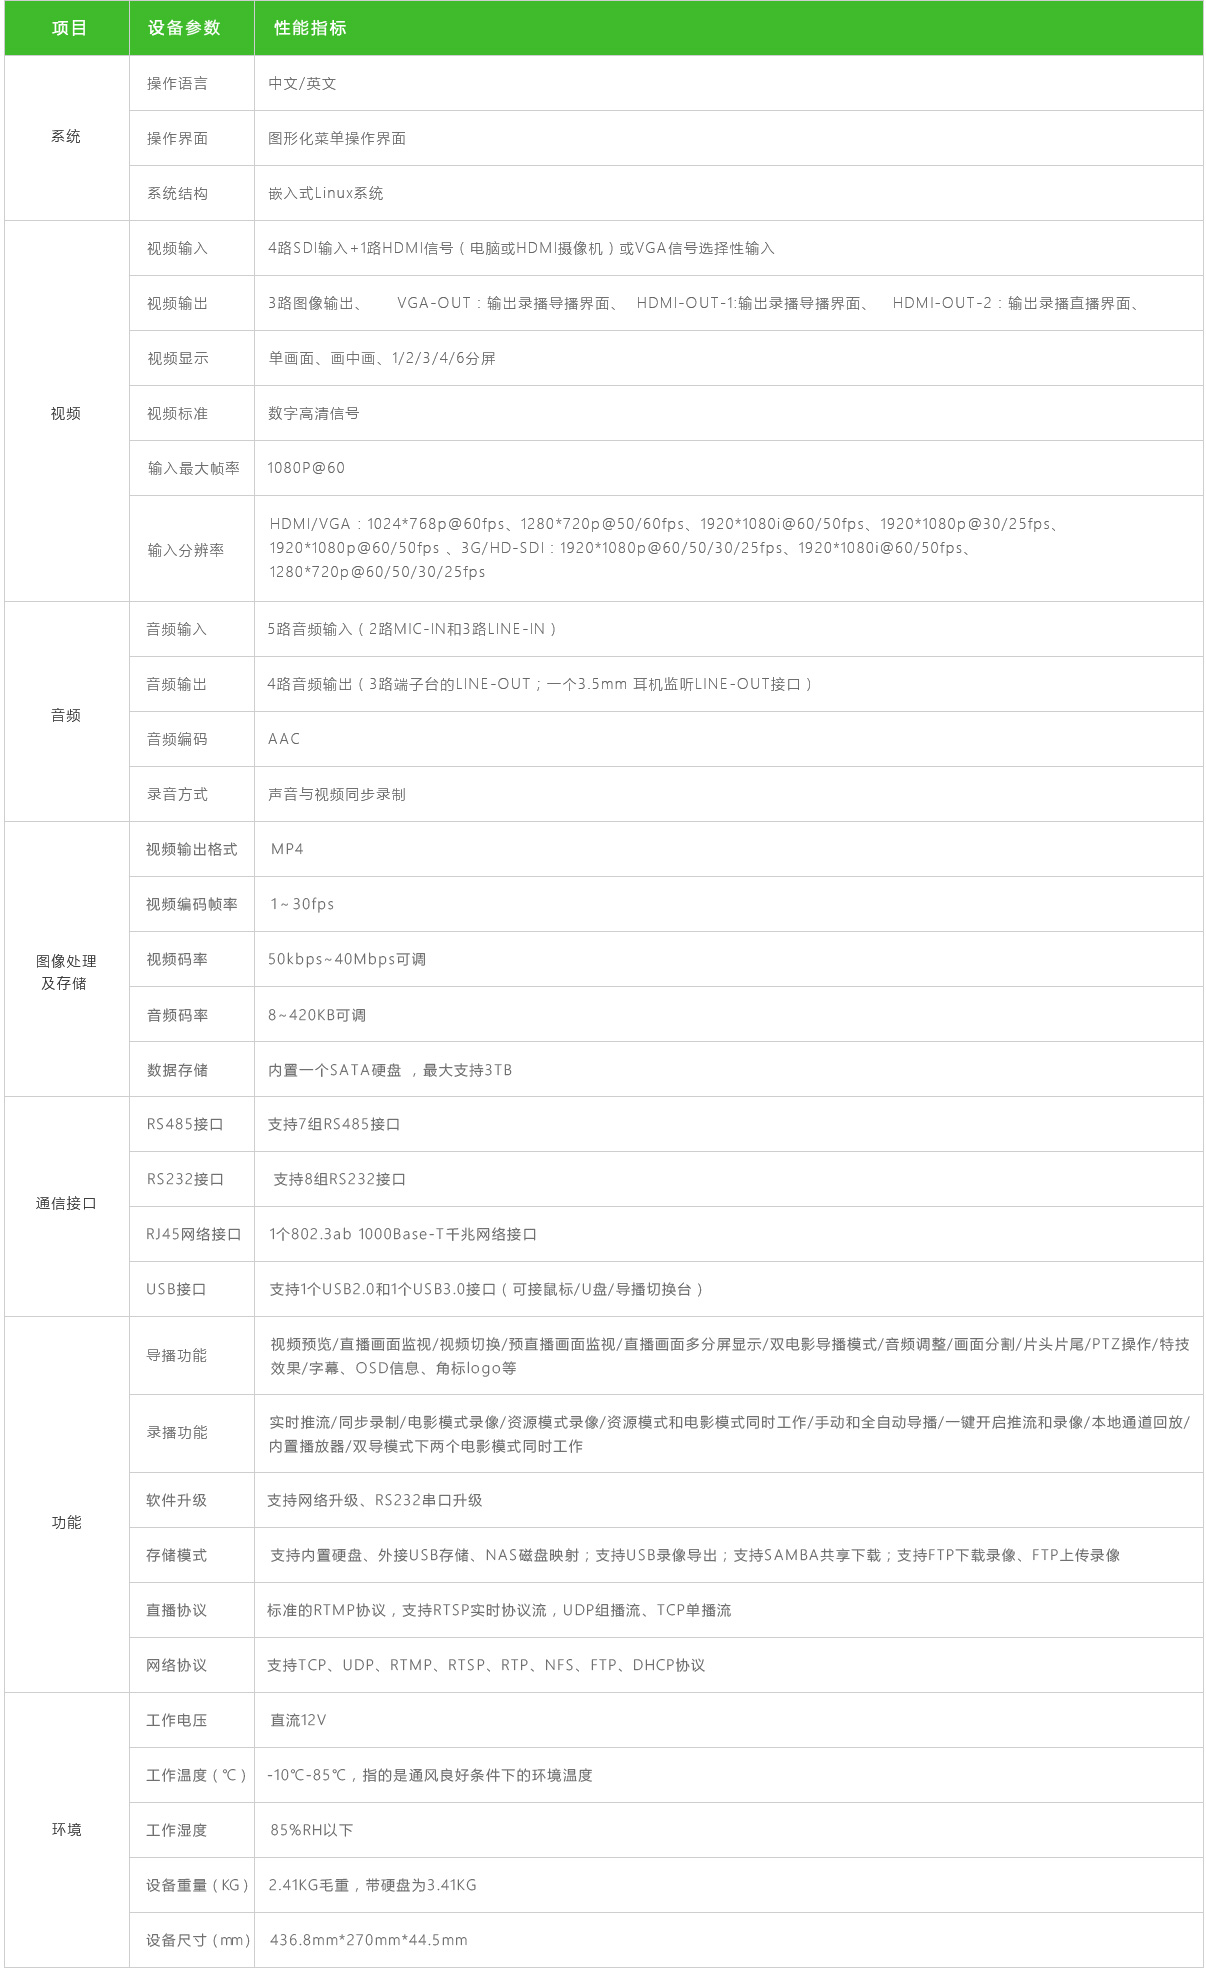 项目 设备参数 性能指标
系统
操作语言 中文/英文
操作界面 图形化菜单操作界面
系统结构 嵌入式Linux系统
视频
视频输入 4路SDI输入+1路HDMI信号（电脑或HDMI摄像机）或VGA信号选择性输入
视频输出 3路图像输出、 VGA-OUT：输出录播导播界面、 HDMI-OUT-1:输出录播导播界面、 HDMI-OUT-2：输出录播直播界面、
视频显示 单画面、画中画、1/2/3/4/6分屏
视频标准 数字高清信号
输入最大帧率 1080P@60
输入分辨率
HDMI/VGA：1024*768p@60fps、1280*720p@50/60fps、1920*1080i@60/50fps、1920*1080p@30/25fps、
1920*1080p@60/50fps 、3G/HD-SDI：1920*1080p@60/50/30/25fps、1920*1080i@60/50fps、
1280*720p@60/50/30/25fps
音频
音频输入 5路音频输入（2路MIC-IN和3路LINE-IN）
音频输出 4路音频输出（3路端子台的LINE-OUT；一个3.5mm 耳机监听LINE-OUT接口）
音频编码 AAC
录音方式 声音与视频同步录制
图像处理
及存储
视频输出格式 MP4
视频编码帧率 1~30fps
视频码率 50kbps~40Mbps可调
音频码率 8~420KB可调
数据存储 内置一个SATA硬盘 ，最大支持3TB
通信接口
RS485接口 支持7组RS485接口
RS232接口 支持8组RS232接口
RJ45网络接口 1个802.3ab 1000Base-T千兆网络接口
USB接口 支持1个USB2.0和1个USB3.0接口（可接鼠标/U盘/导播切换台）
功能
导播功能
视频预览/直播画面监视/视频切换/预直播画面监视/直播画面多分屏显示/双电影导播模式/音频调整/画面分割/片头片尾/PTZ操作/特技
效果/字幕、OSD信息、角标logo等
录播功能
实时推流/同步录制/电影模式录像/资源模式录像/资源模式和电影模式同时工作/手动和全自动导播/一键开启推流和录像/本地通道回放/
内置播放器/双导模式下两个电影模式同时工作
软件升级 支持网络升级、RS232串口升级
存储模式 支持内置硬盘、外接USB存储、NAS磁盘映射；支持USB录像导出；支持SAMBA共享下载；支持FTP下载录像、FTP上传录像
直播协议 标准的RTMP协议，支持RTSP实时协议流，UDP组播流、TCP单播流
网络协议 支持TCP、UDP、RTMP、RTSP、RTP、NFS、FTP、DHCP协议
环境
工作电压 直流12V
工作温度（℃） -10℃-85℃，指的是通风良好条件下的环境温度
工作湿度 85%RH以下
设备重量（KG） 2.41KG毛重，带硬盘为3.41KG
设备尺寸（mm） 436.8mm*270mm*44.5mm